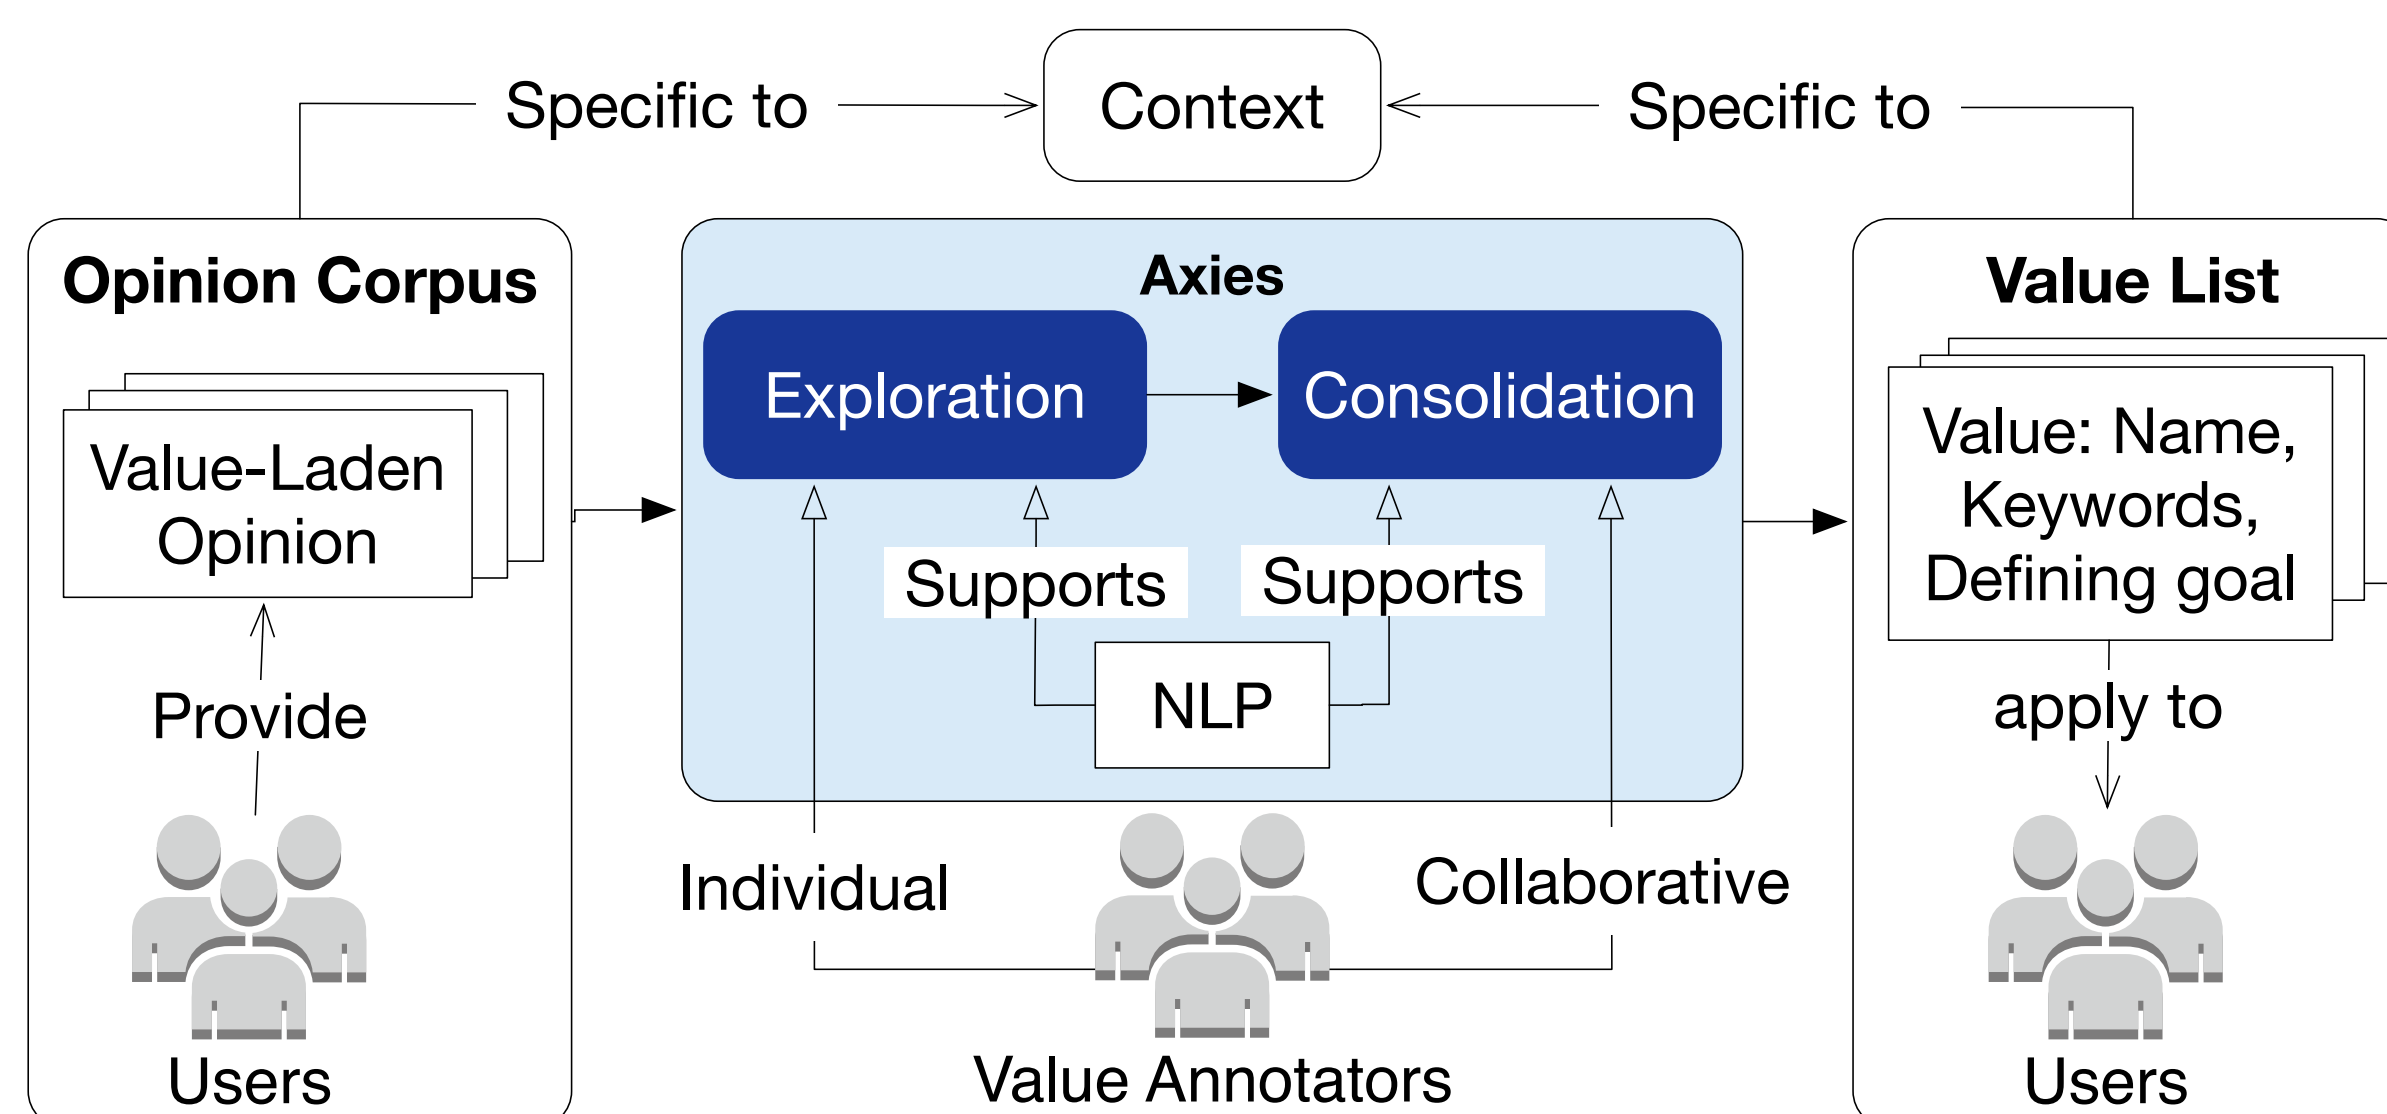 Specific to
Context
Specific to
Opinion Corpus
Value-Laden
Opinion
Provide
Users
Axies
Exploration
Consolidation
Supports
Supports
NLP
Individual
Collaborative
Value Annotators
Value List
Value: Name,
Keywords,
Defining goal
apply to
Users